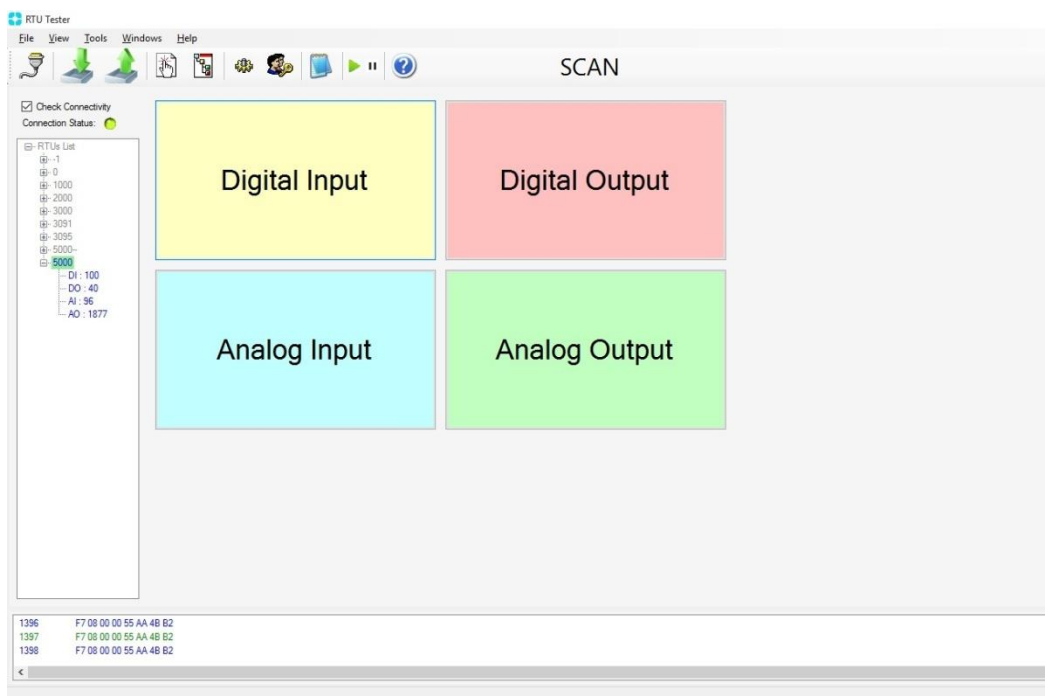 RTU Tester
File View Tools Windows Help
SCAN
Check Connectivity
Connection Status:
RTUs List
-1
0
1000
2000
3000
3091
3095
5000--
5000
DI : 100
DO : 40
AI : 96
AO : 1877
Digital Input
Digital Output
Analog Input
Analog Output
1396 F7 08 00 00 55 AA 4B B2
1397 F7 08 00 00 55 AA 4B B2
1398 F7 08 00 00 55 AA 4B B2